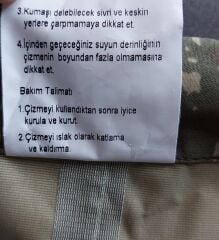 3.Kumaşı delebilecek sivri ve keskin
yerlere çarpmamaya dikkat et.
4.İçinden geçeceğiniz suyun derinliğinin
çizmenin boyundan fazla olmamasına
dikkat et.
Bakım Talimatı
1.Çizmeyi kullandıktan sonra iyice
kurula ve kurut.
2.Çizmeyi ıslak olarak katlama
ve kaldırma.